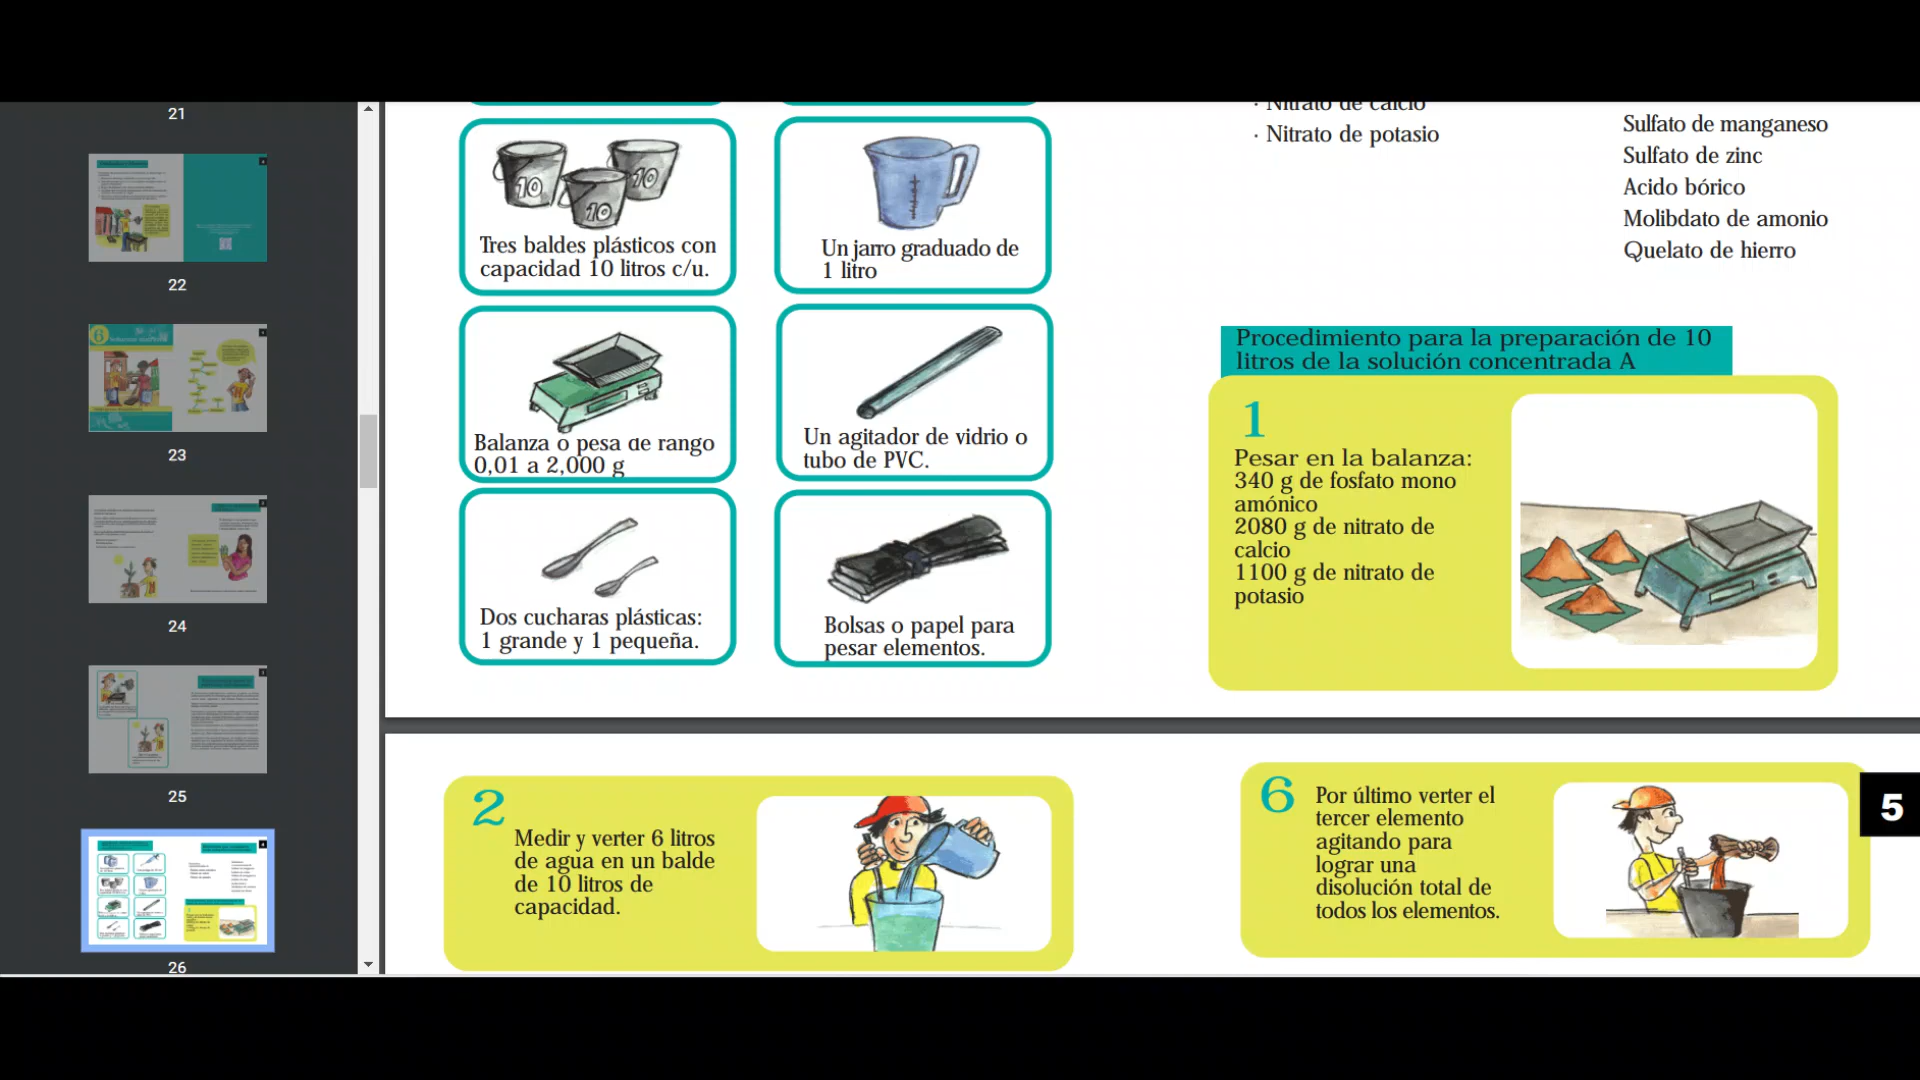 21
22
23
24
25
26
10
10
10
Tres baldes plásticos con
capacidad 10 litros c/u.
Un jarro graduado de
1 litro
Balanza o pesa de rango
0,01 a 2,000 g
Un agitador de vidrio o
tubo de PVC.
Dos cucharas plásticas:
1 grande y 1 pequeña.
Bolsas o papel para
pesar elementos.
· Nitrato de calcio
· Nitrato de potasio
Sulfato de manganeso
Sulfato de zinc
Acido bórico
Molibdato de amonio
Quelato de hierro
Procedimiento para la preparación de 10
litros de la solución concentrada A
1
Pesar en la balanza:
340 g de fosfato mono
amónico
2080 g de nitrato de
calcio
1100 g de nitrato de
potasio
2
Medir y verter 6 litros
de agua en un balde
de 10 litros de
capacidad.
6
Por último verter el
tercer elemento
agitando para
lograr una
disolución total de
todos los elementos.
5